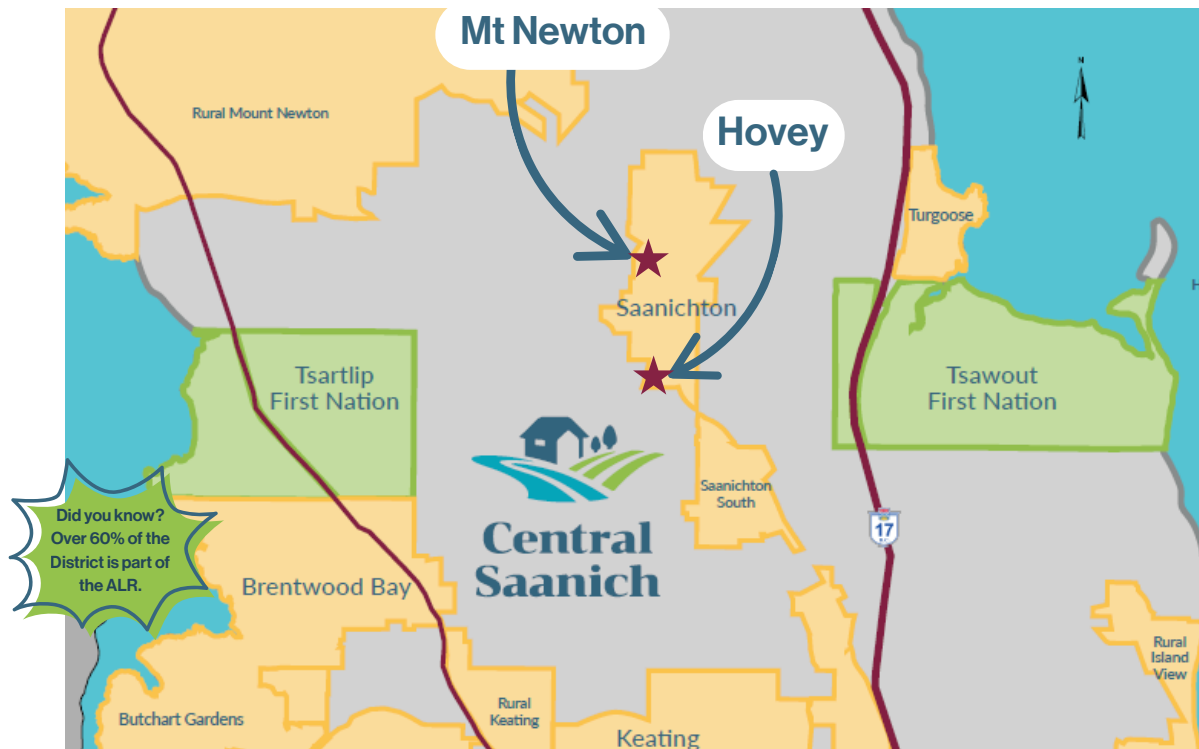 Mt Newton
Rural Mount Newton
N
Hovey
Turgoose
H
Saanichton
Tsartlip
First Nation
Tsawout
First Nation
Saanichton
South
Did you know?
Over 60% of the
District is part of
the ALR.
17
Central
Saanich
Brentwood Bay
Rural
Island
View
Rural
Keating
Butchart Gardens
Keating